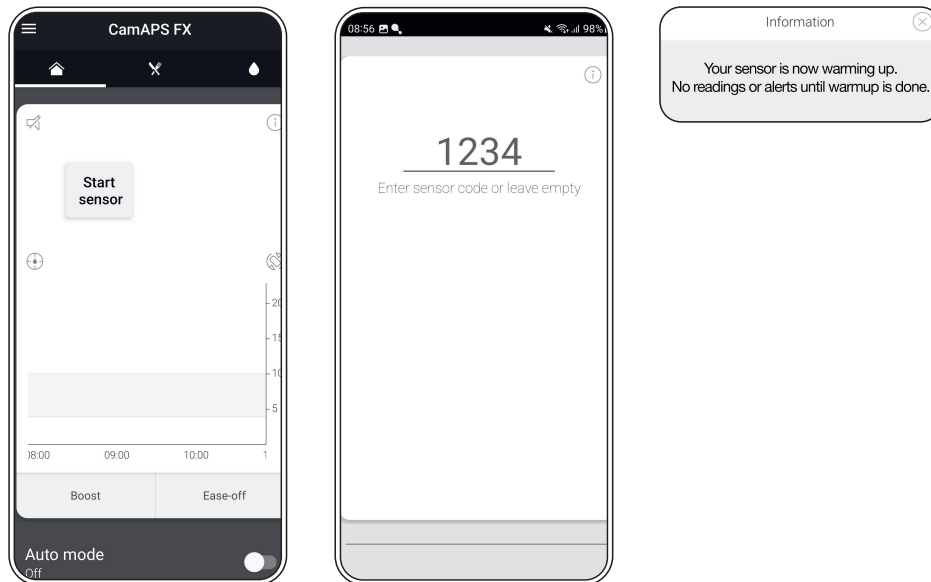 CamAPS FX
Start
sensor
20
15
10
5
08:00 09:00 10:00 1
Boost Ease-off
Auto mode
Off
08:56 98%
1234
Enter sensor code or leave empty
Information
Your sensor is now warming up.
No readings or alerts until warmup is done.